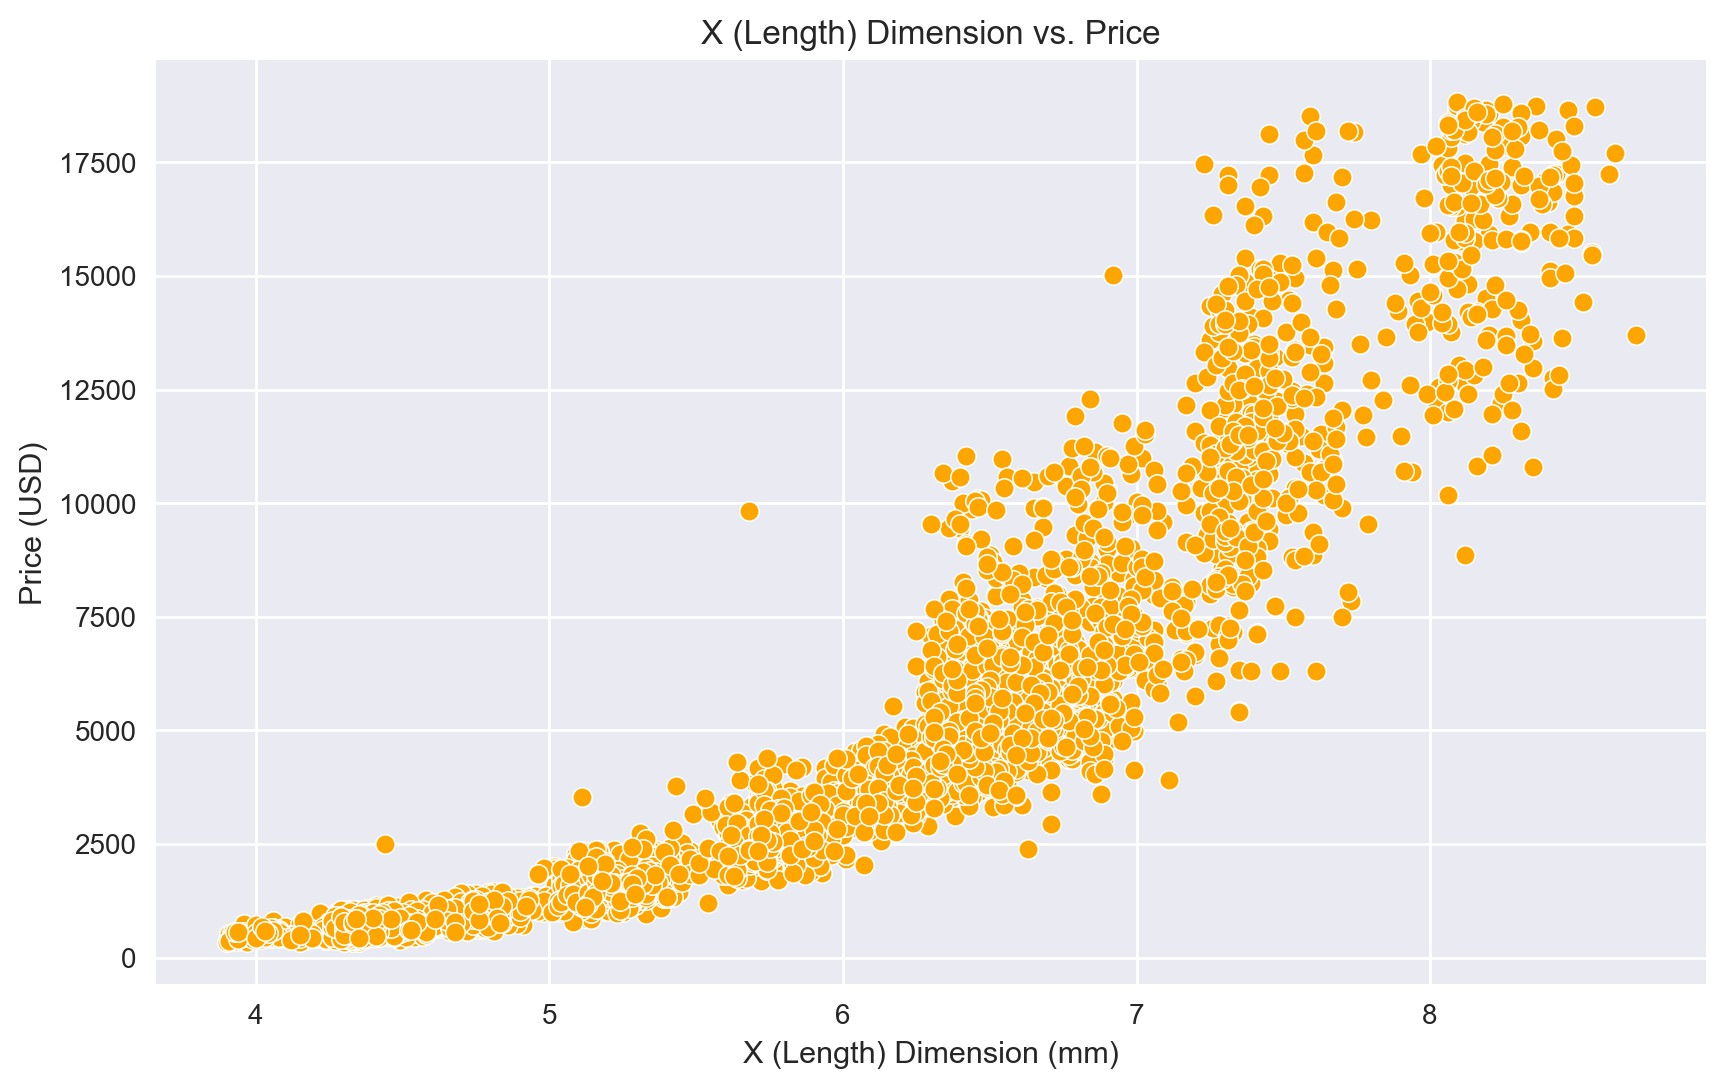 X (Length) Dimension vs. Price
17500
15000
12500
10000
7500
5000
2500
0
Price (USD)
4 5 6 7 8
X (Length) Dimension (mm)